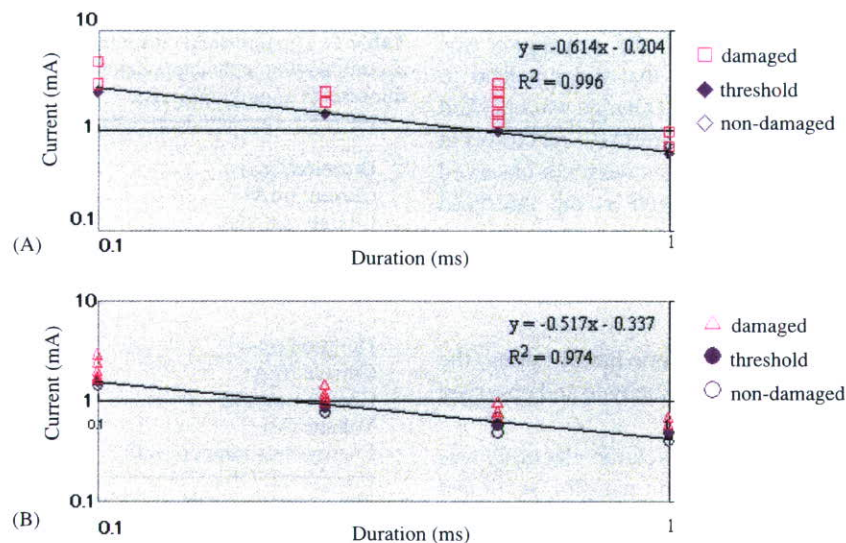 10
y = -0.614x - 0.204
R² = 0.996
damaged
threshold
non-damaged
Current (mA)
1
0.1
0.1
1
Duration (ms)
(A)
10
y = -0.517x - 0.337
R² = 0.974
damaged
threshold
non-damaged
Current (mA)
1
0.1
0.1
0.1
1
Duration (ms)
(B)